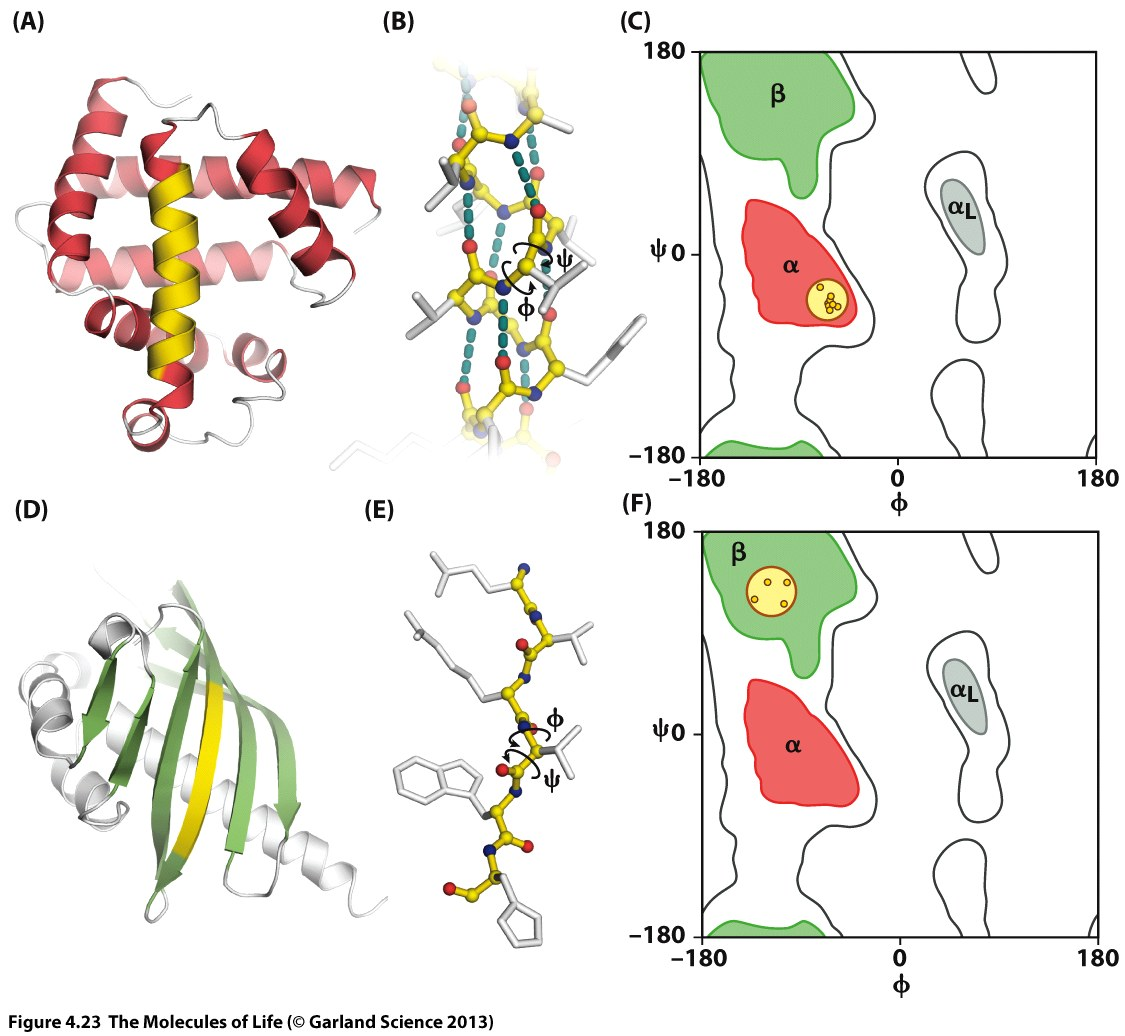 (A)
(B)
ψ
ϕ
(C)
180
β
α
αL
ψ 0
–180
–180
0
180
ϕ
(D)
(E)
ϕ
ψ
(F)
180
β
α
αL
ψ 0
–180
–180
0
180
ϕ
Figure 4.23 The Molecules of Life (© Garland Science 2013)